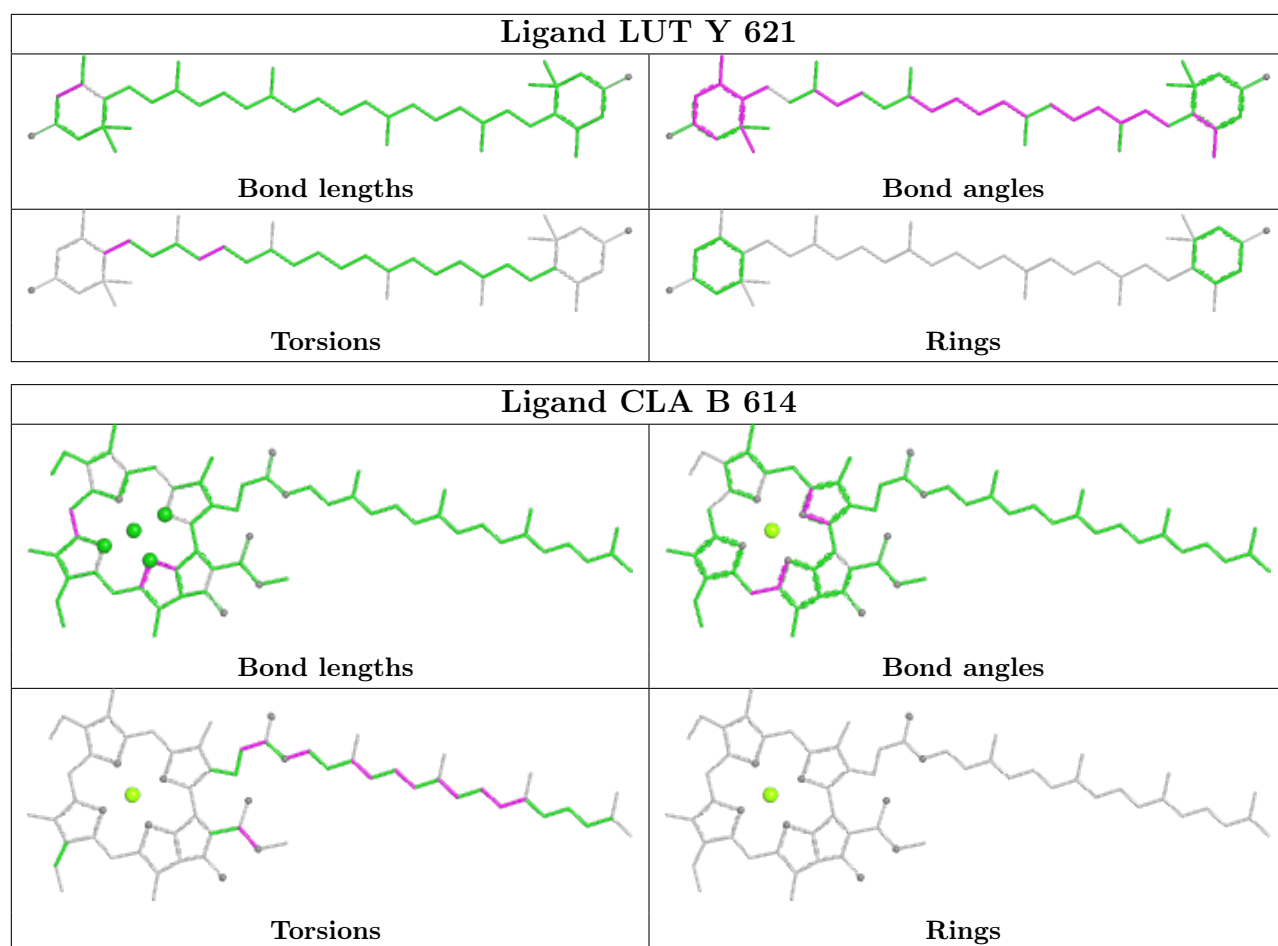 Ligand LUT Y 621
Bond lengths
Bond angles
Torsions
Rings
Ligand CLA B 614
Bond lengths
Bond angles
Torsions
Rings